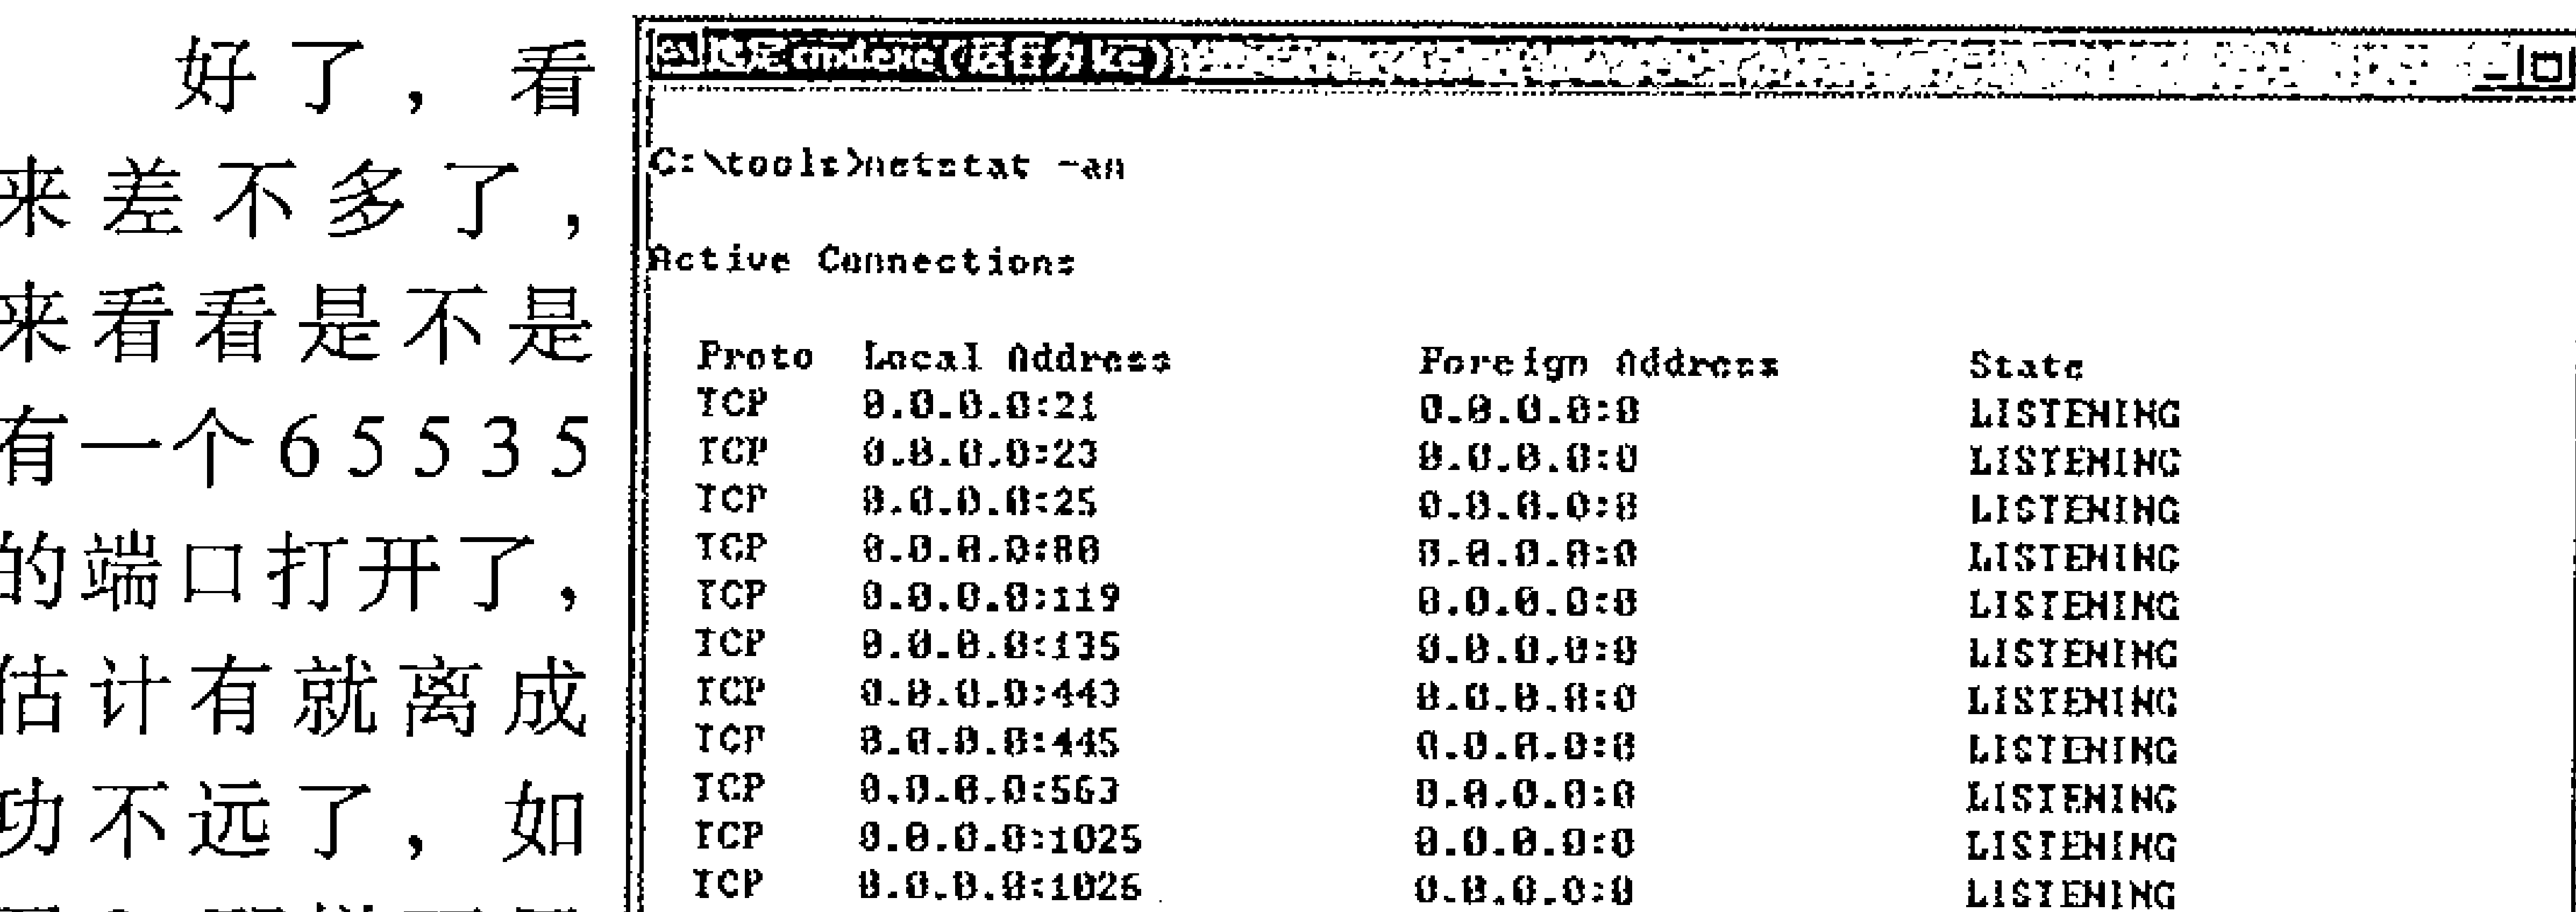 好了，看
来差不多了，
来看看是不是
有一个65535
的端口打开了，
估计有就离成
功不远了，如
cmd.exe
C:\tools>netstat -an
Active Connections
Proto Local Address Foreign Address State
TCP 0.0.0.0:21 0.0.0.0:0 LISTENING
TCP 0.0.0.0:23 0.0.0.0:0 LISTENING
TCP 0.0.0.0:25 0.0.0.0:0 LISTENING
TCP 0.0.0.0:80 0.0.0.0:0 LISTENING
TCP 0.0.0.0:119 0.0.0.0:0 LISTENING
TCP 0.0.0.0:135 0.0.0.0:0 LISTENING
TCP 0.0.0.0:443 0.0.0.0:0 LISTENING
TCP 0.0.0.0:445 0.0.0.0:0 LISTENING
TCP 0.0.0.0:563 0.0.0.0:0 LISTENING
TCP 0.0.0.0:1025 0.0.0.0:0 LISTENING
TCP 0.0.0.0:1026 0.0.0.0:0 LISTENING